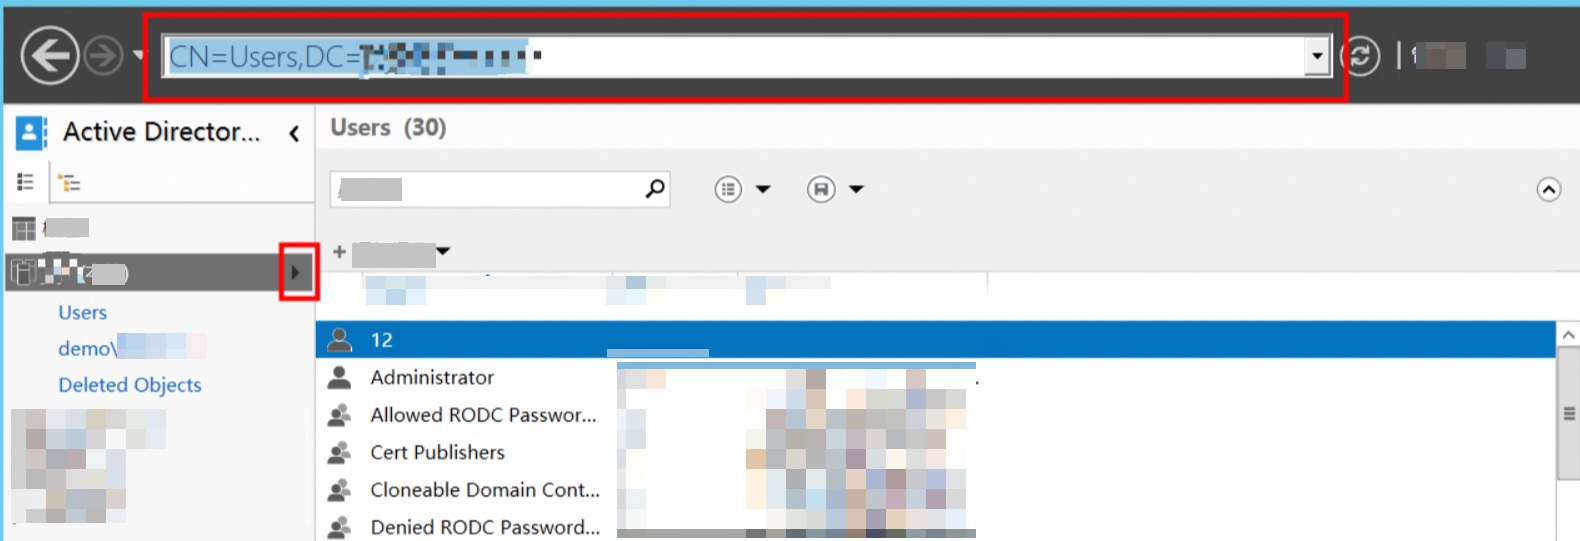 CN=Users,DC=
Active Director...
Users (30)
Users
demo\
Deleted Objects
12
Administrator
Allowed RODC Passwor...
Cert Publishers
Cloneable Domain Cont...
Denied RODC Password...